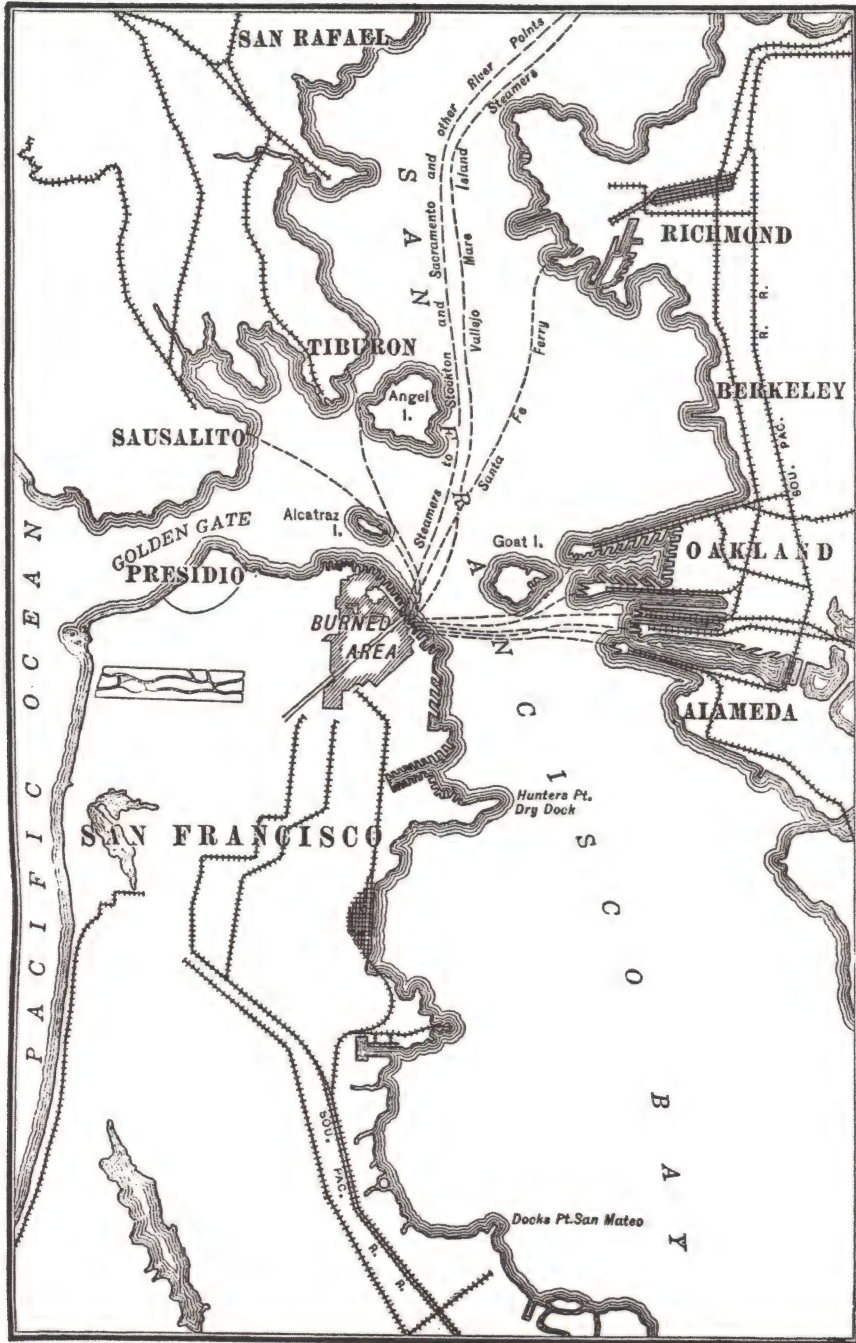 SAN RAFAEL
Steamers to Stockton and Sacramento and other River Points
Vallejo Mare Island Steamers
RICHMOND
TIBURON
Angel
I.
Santa Fe Ferry
BERKELEY
SAUSALITO
SOU. PAC. R. R.
GOLDEN GATE
Alcatraz
I.
Goat I.
OAKLAND
PRESIDIO
BURNED
AREA
ALAMEDA
Hunters Pt.
Dry Dock
SAN FRANCISCO
PACIFIC OCEAN
SAN FRANCISCO BAY
SOU. PAC. R. R.
Docks Pt. San Mateo